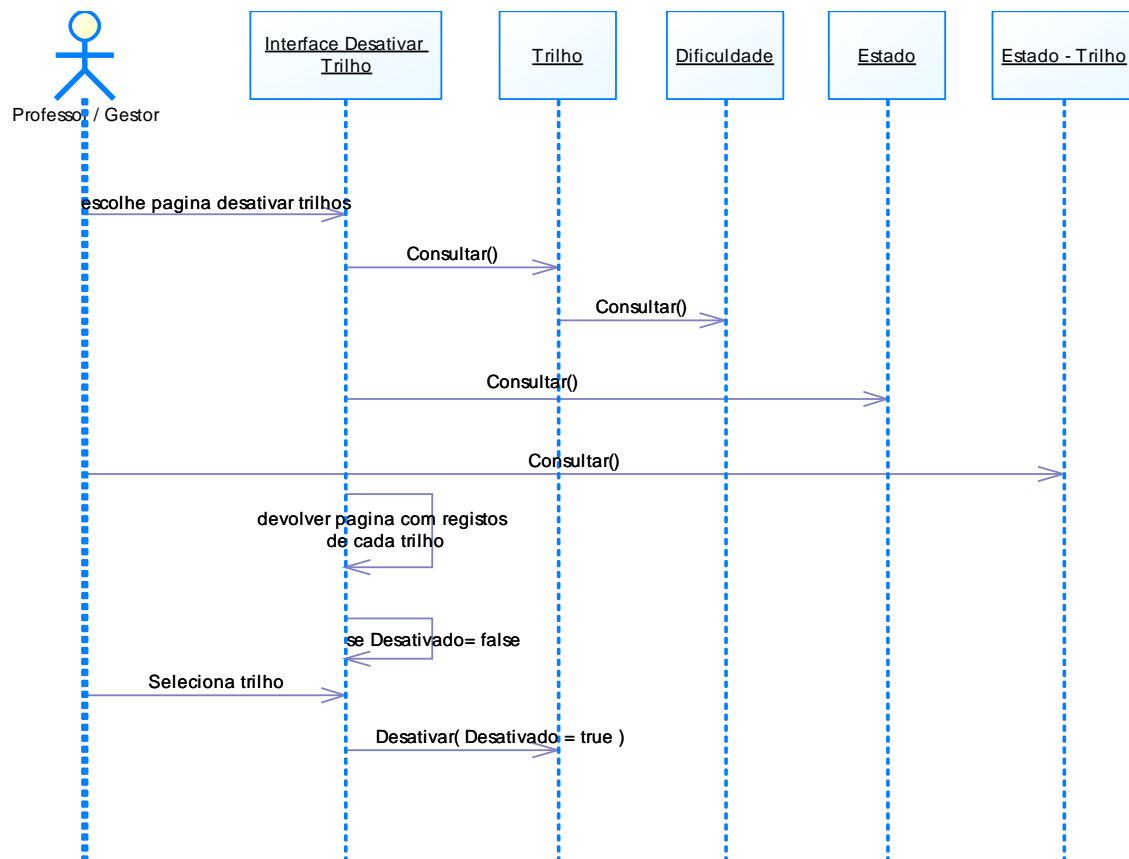 Interface Desativar
Trilho
Trilho
Dificuldade
Estado
Estado - Trilho
Professor / Gestor
escolhe pagina desativar trilhos
Consultar()
Consultar()
Consultar()
Consultar()
devolver pagina com registos
de cada trilho
se Desativado= false
Seleciona trilho
Desativar( Desativado = true )